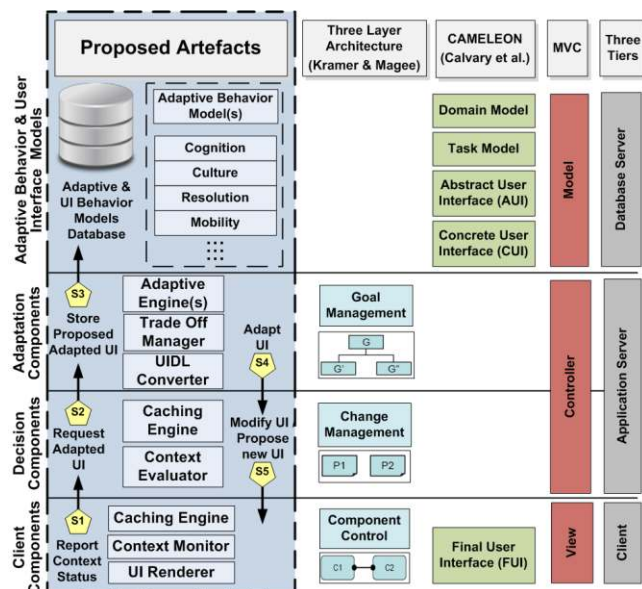 Proposed Artefacts
Three Layer
Architecture
(Kramer & Magee)
CAMELEON
(Calvary et al.)
MVC
Three
Tiers
Adaptive Behavior & User
Interface Models
Adaptive &
UI Behavior
Models
Database
Adaptive Behavior
Model(s)
Cognition
Culture
Resolution
Mobility
Domain Model
Task Model
Abstract User
Interface (AUI)
Concrete User
Interface (CUI)
Model
Database Server
Adaptation
Components
S3
Store
Proposed
Adapted UI
Adaptive
Engine(s)
Trade Off
Manager
UIDL
Converter
Adapt
UI
S4
Goal
Management
G
G'
G"
Controller
Application Server
Decision
Components
S2
Request
Adapted
UI
Caching
Engine
Context
Evaluator
Modify UI
Propose
new UI
S5
Change
Management
P1
P2
Client
Components
S1
Report
Context
Status
Caching Engine
Context Monitor
UI Renderer
Component
Control
C1
C2
Final User
Interface (FUI)
View
Client